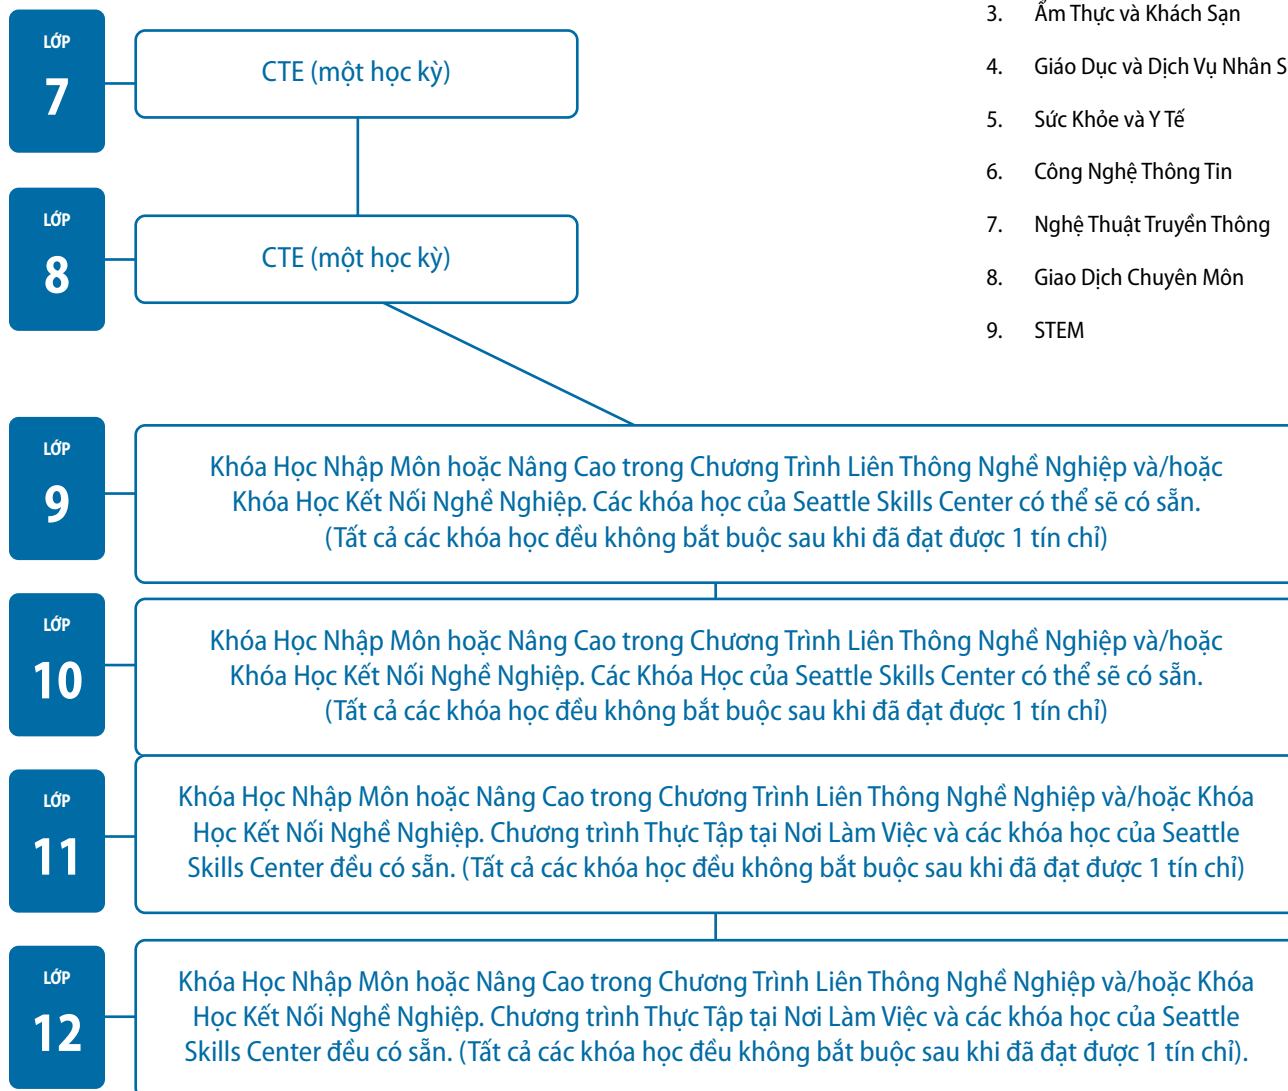 LỚP
7
CTE (một học kỳ)
LỚP
8
CTE (một học kỳ)
3. Ẩm Thực và Khách Sạn
4. Giáo Dục và Dịch Vụ Nhân S
5. Sức Khỏe và Y Tế
6. Công Nghệ Thông Tin
7. Nghệ Thuật Truyền Thông
8. Giao Dịch Chuyên Môn
9. STEM
LỚP
9
Khóa Học Nhập Môn hoặc Nâng Cao trong Chương Trình Liên Thông Nghề Nghiệp và/hoặc
Khóa Học Kết Nối Nghề Nghiệp. Các khóa học của Seattle Skills Center có thể sẽ có sẵn.
(Tất cả các khóa học đều không bắt buộc sau khi đã đạt được 1 tín chỉ)
LỚP
10
Khóa Học Nhập Môn hoặc Nâng Cao trong Chương Trình Liên Thông Nghề Nghiệp và/hoặc
Khóa Học Kết Nối Nghề Nghiệp. Các Khóa Học của Seattle Skills Center có thể sẽ có sẵn.
(Tất cả các khóa học đều không bắt buộc sau khi đã đạt được 1 tín chỉ)
LỚP
11
Khóa Học Nhập Môn hoặc Nâng Cao trong Chương Trình Liên Thông Nghề Nghiệp và/hoặc Khóa
Học Kết Nối Nghề Nghiệp. Chương trình Thực Tập tại Nơi Làm Việc và các khóa học của Seattle
Skills Center đều có sẵn. (Tất cả các khóa học đều không bắt buộc sau khi đã đạt được 1 tín chỉ)
LỚP
12
Khóa Học Nhập Môn hoặc Nâng Cao trong Chương Trình Liên Thông Nghề Nghiệp và/hoặc Khóa
Học Kết Nối Nghề Nghiệp. Chương trình Thực Tập tại Nơi Làm Việc và các khóa học của Seattle
Skills Center đều có sẵn. (Tất cả các khóa học đều không bắt buộc sau khi đã đạt được 1 tín chỉ).